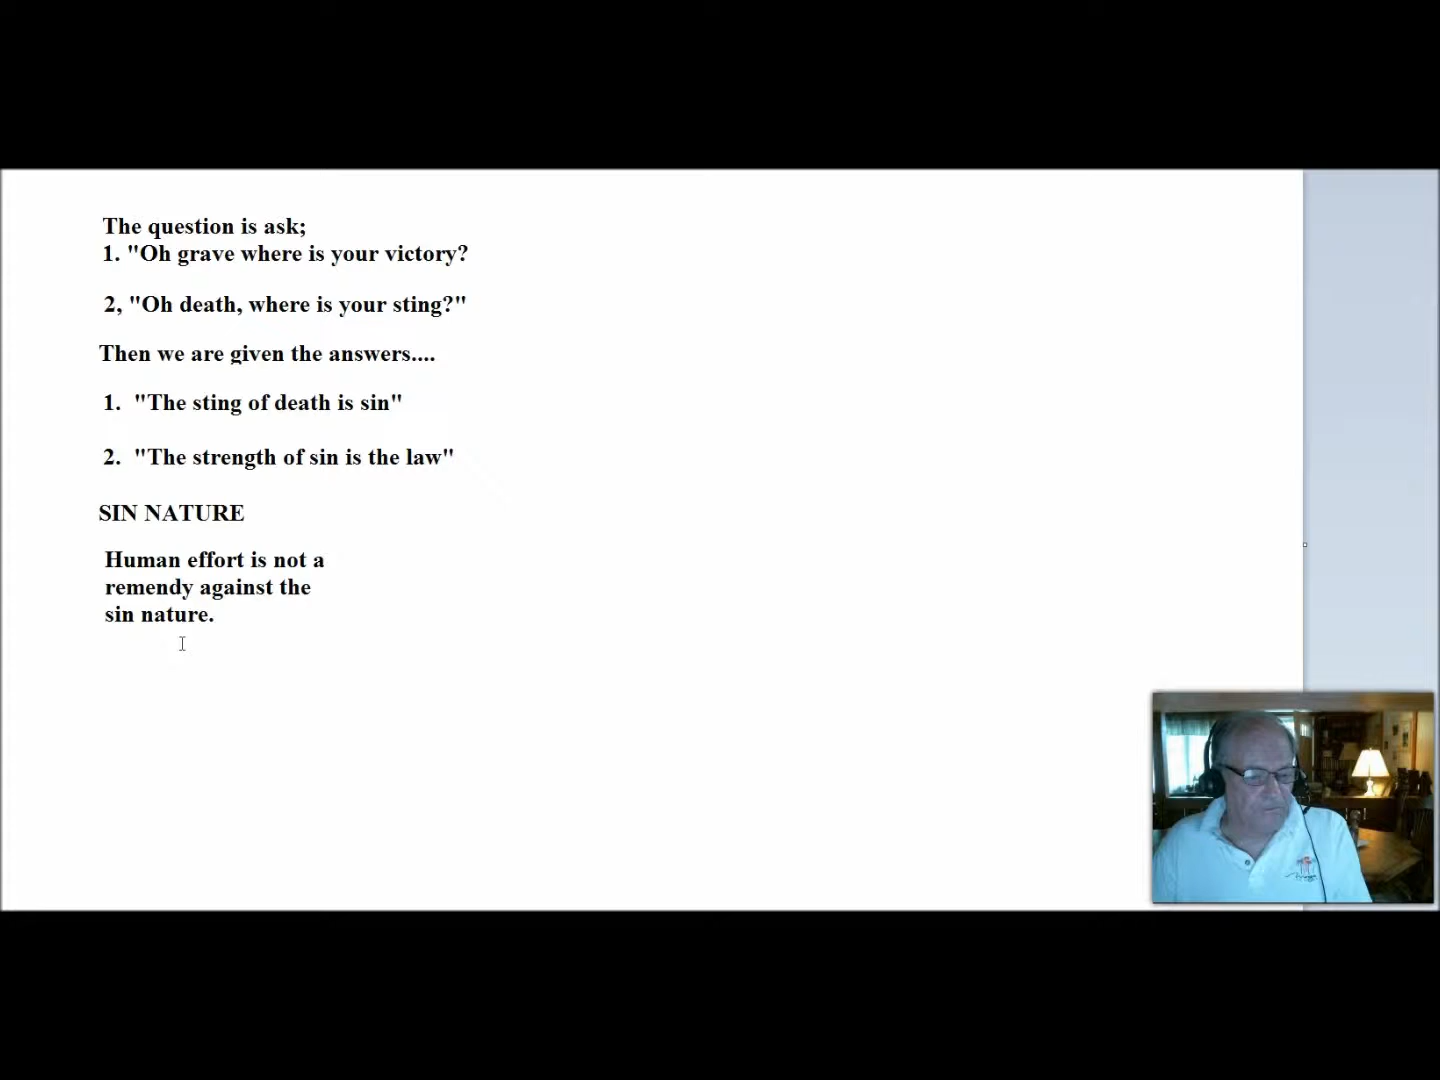 The question is ask;
1. "Oh grave where is your victory?
2, "Oh death, where is your sting?"
Then we are given the answers....
1.  "The sting of death is sin"
2.  "The strength of sin is the law"
SIN NATURE
Human effort is not a
remendy against the
sin nature.